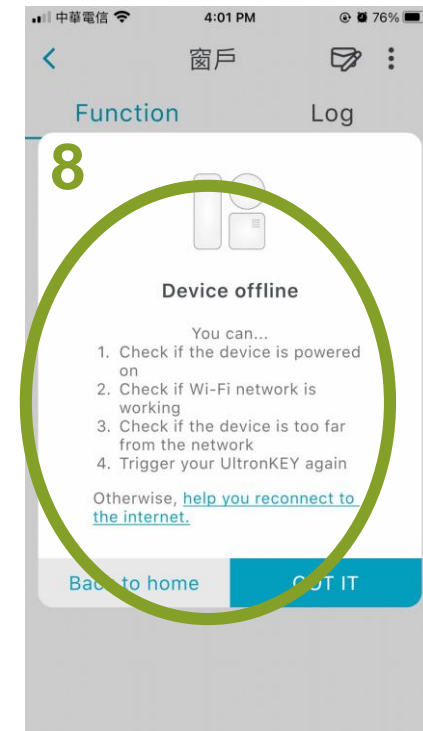 中華電信 4:01 PM 76%
窗戶
Function Log
8
Device offline
You can...
1. Check if the device is powered
on
2. Check if Wi-Fi network is
working
3. Check if the device is too far
from the network
4. Trigger your UltronKEY again
Otherwise, help you reconnect to
the internet.
Back to home GOT IT